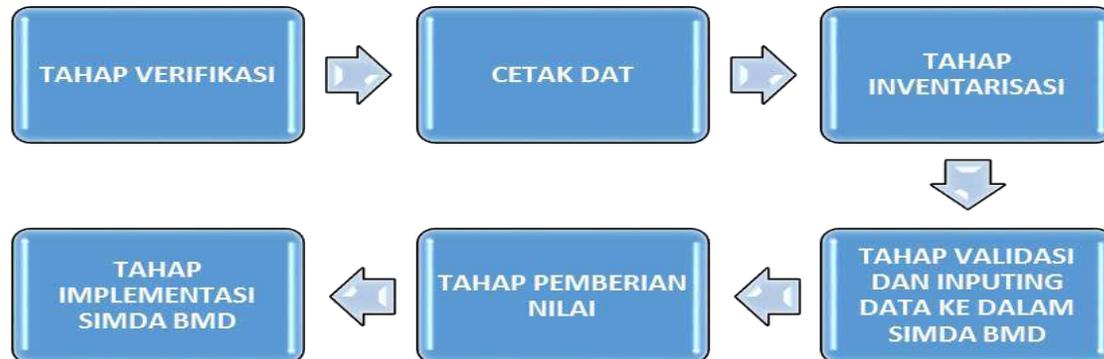 TAHAP VERIFIKASI
CETAK DAT
TAHAP
INVENTARISASI
TAHAP VALIDASI
DAN INPUTING
DATA KE DALAM
SIMDA BMD
TAHAP PEMBERIAN
NILAI
TAHAP
IMPLEMENTASI
SIMDA BMD